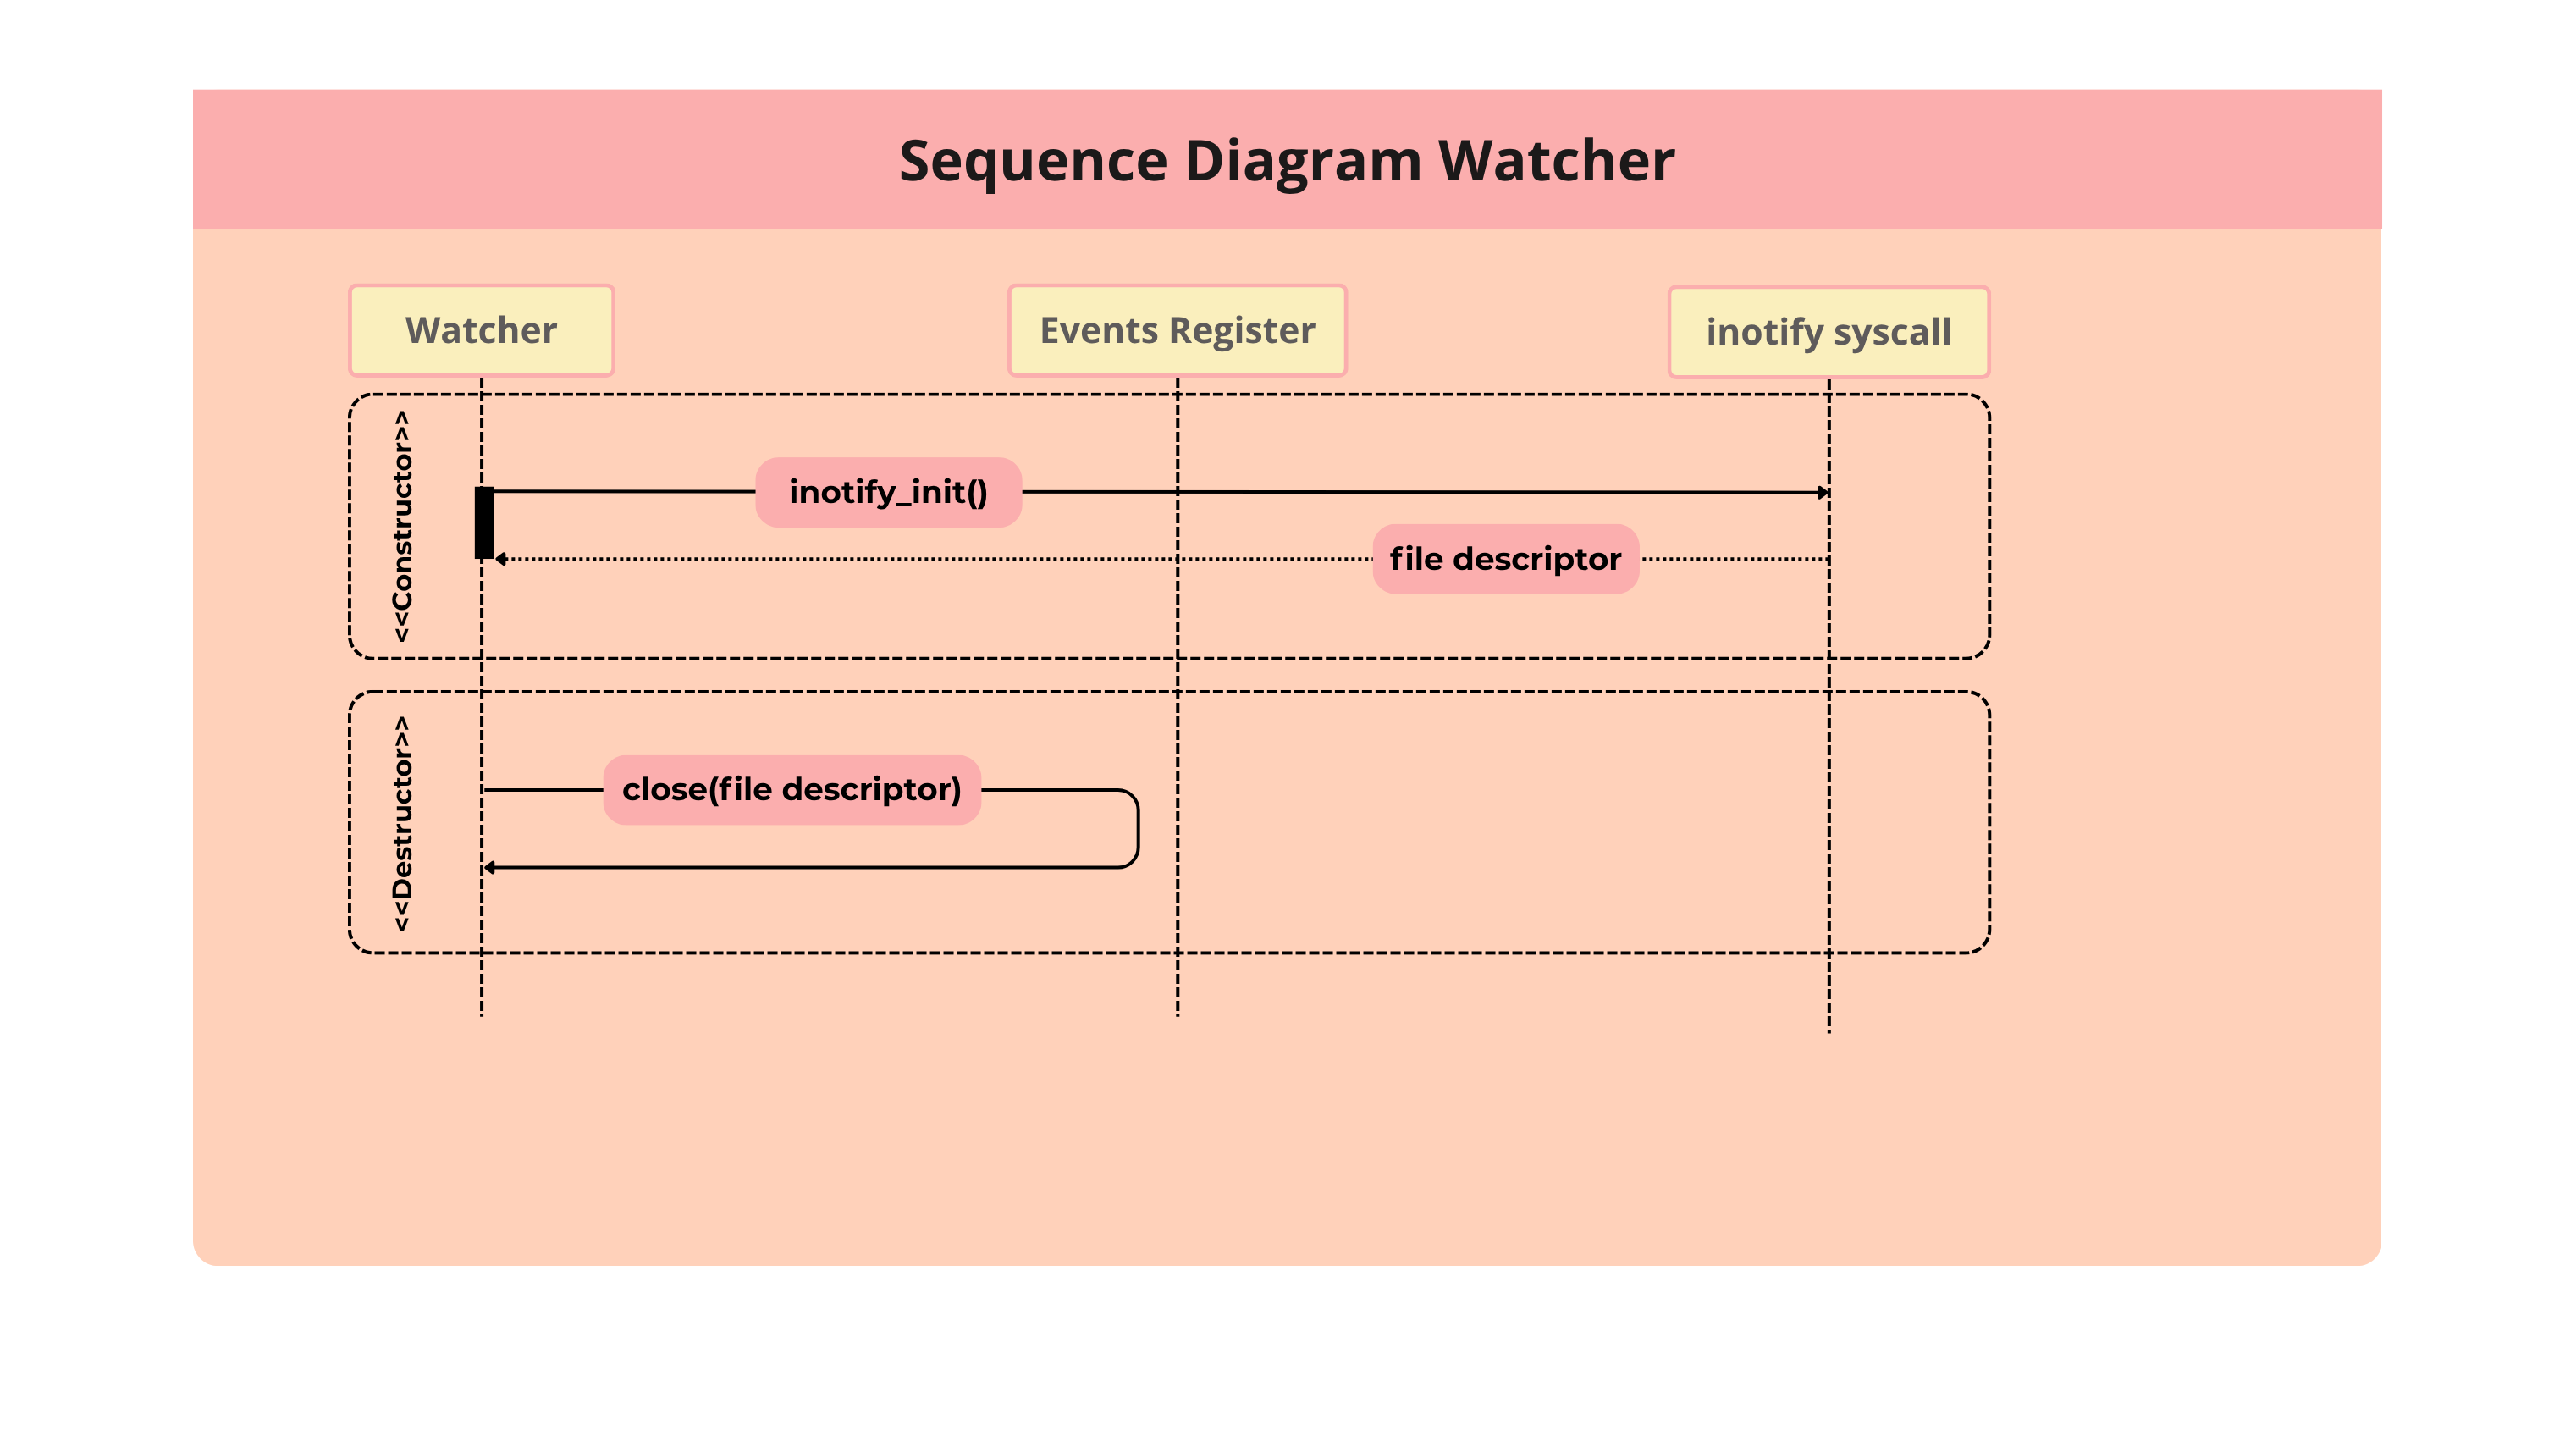 Sequence Diagram Watcher
Watcher
Events Register
inotify syscall
<<Constructor>>
inotify_init()
file descriptor
<<Destructor>>
close(file descriptor)